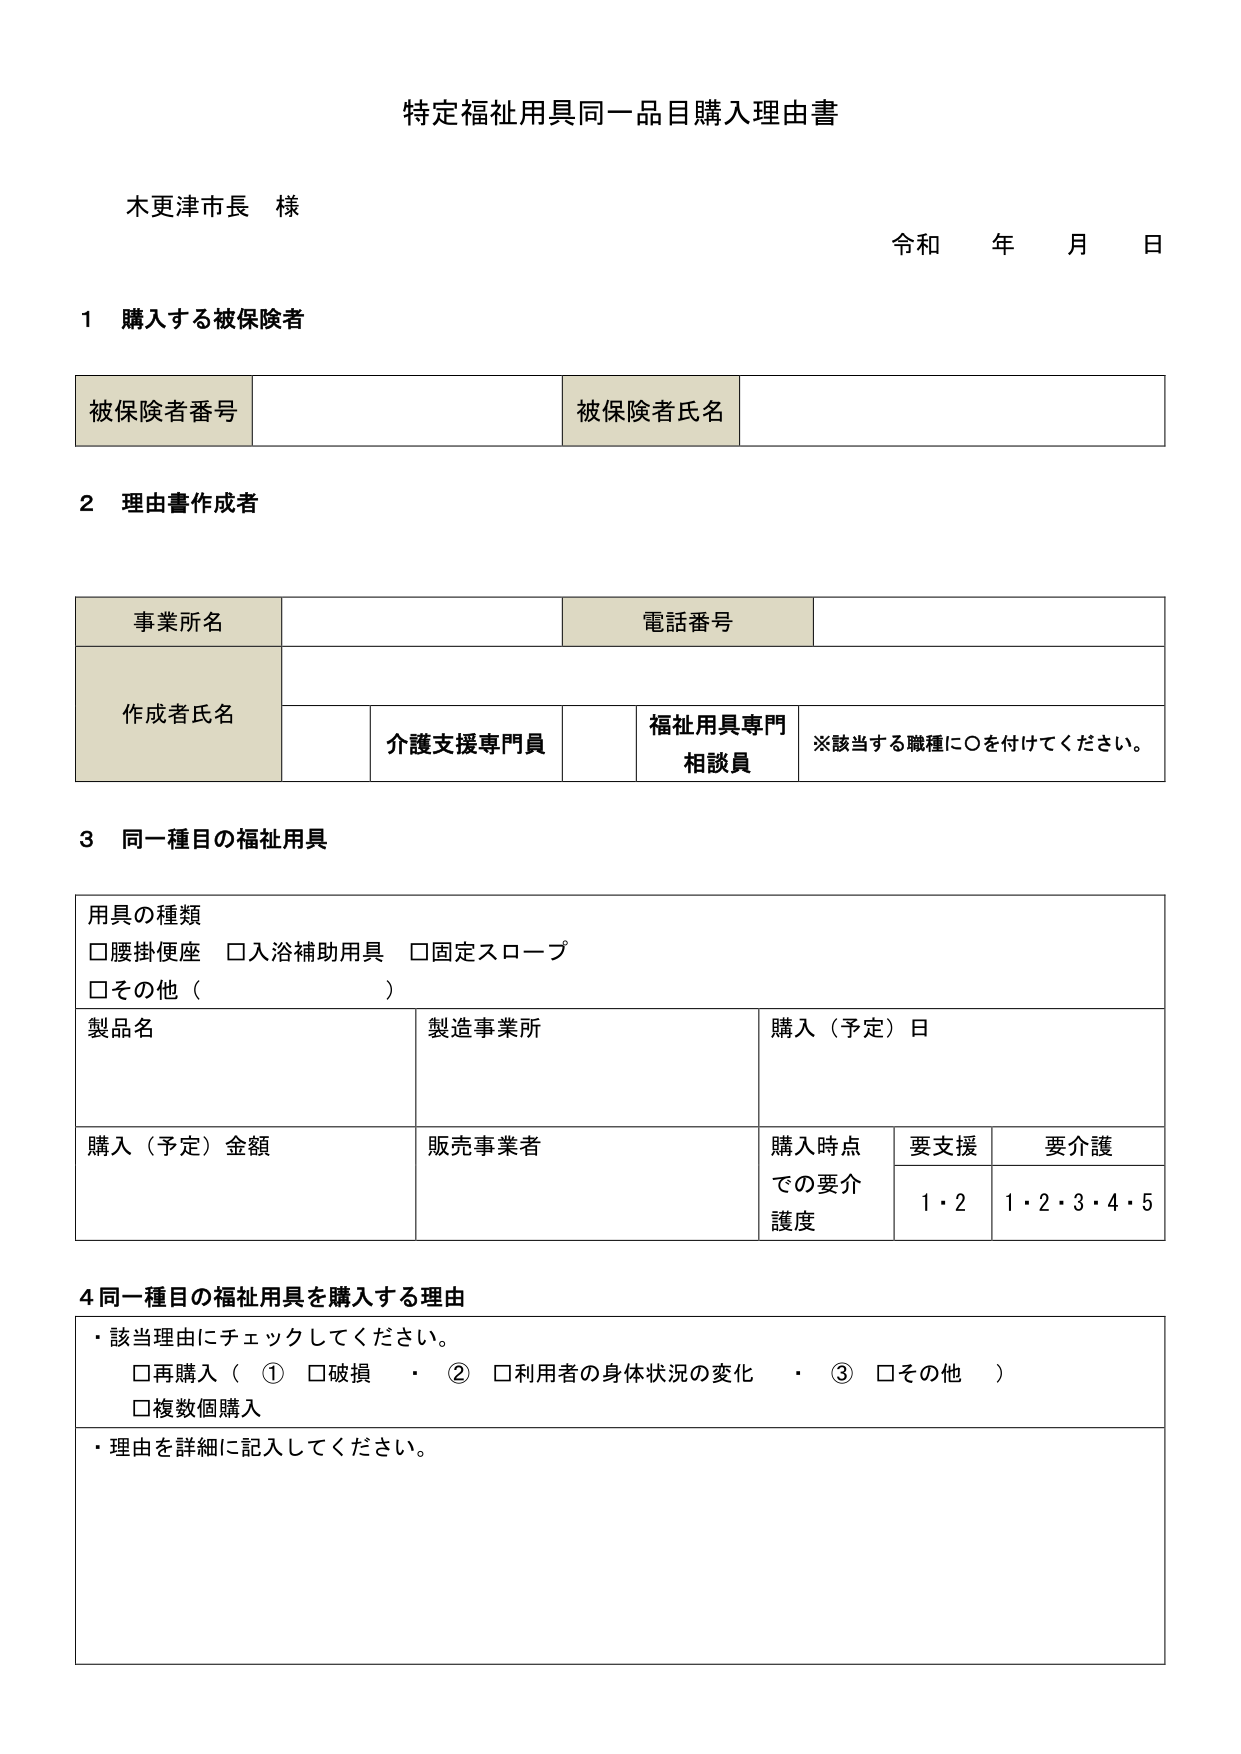 特定福祉用具同一品目購入理由書
木更津市長　様
令和　　年　　月　　日
１　購入する被保険者
被保険者番号　被保険者氏名
２　理由書作成者
事業所名　電話番号
作成者氏名
介護支援専門員
福祉用具専門
相談員
※該当する職種に〇を付けてください。
３　同一種目の福祉用具
用具の種類
□腰掛便座　□入浴補助用具　□固定スロープ
□その他（　　　　　　　　）
製品名　製造事業所　購入（予定）日
購入（予定）金額　販売事業者
購入時点
での要介
護度
要支援　要介護
1・2　1・2・3・4・5
４同一種目の福祉用具を購入する理由
・該当理由にチェックしてください。
□再購入（　①　□破損　・　②　□利用者の身体状況の変化　・　③　□その他　）
□複数個購入
・理由を詳細に記入してください。